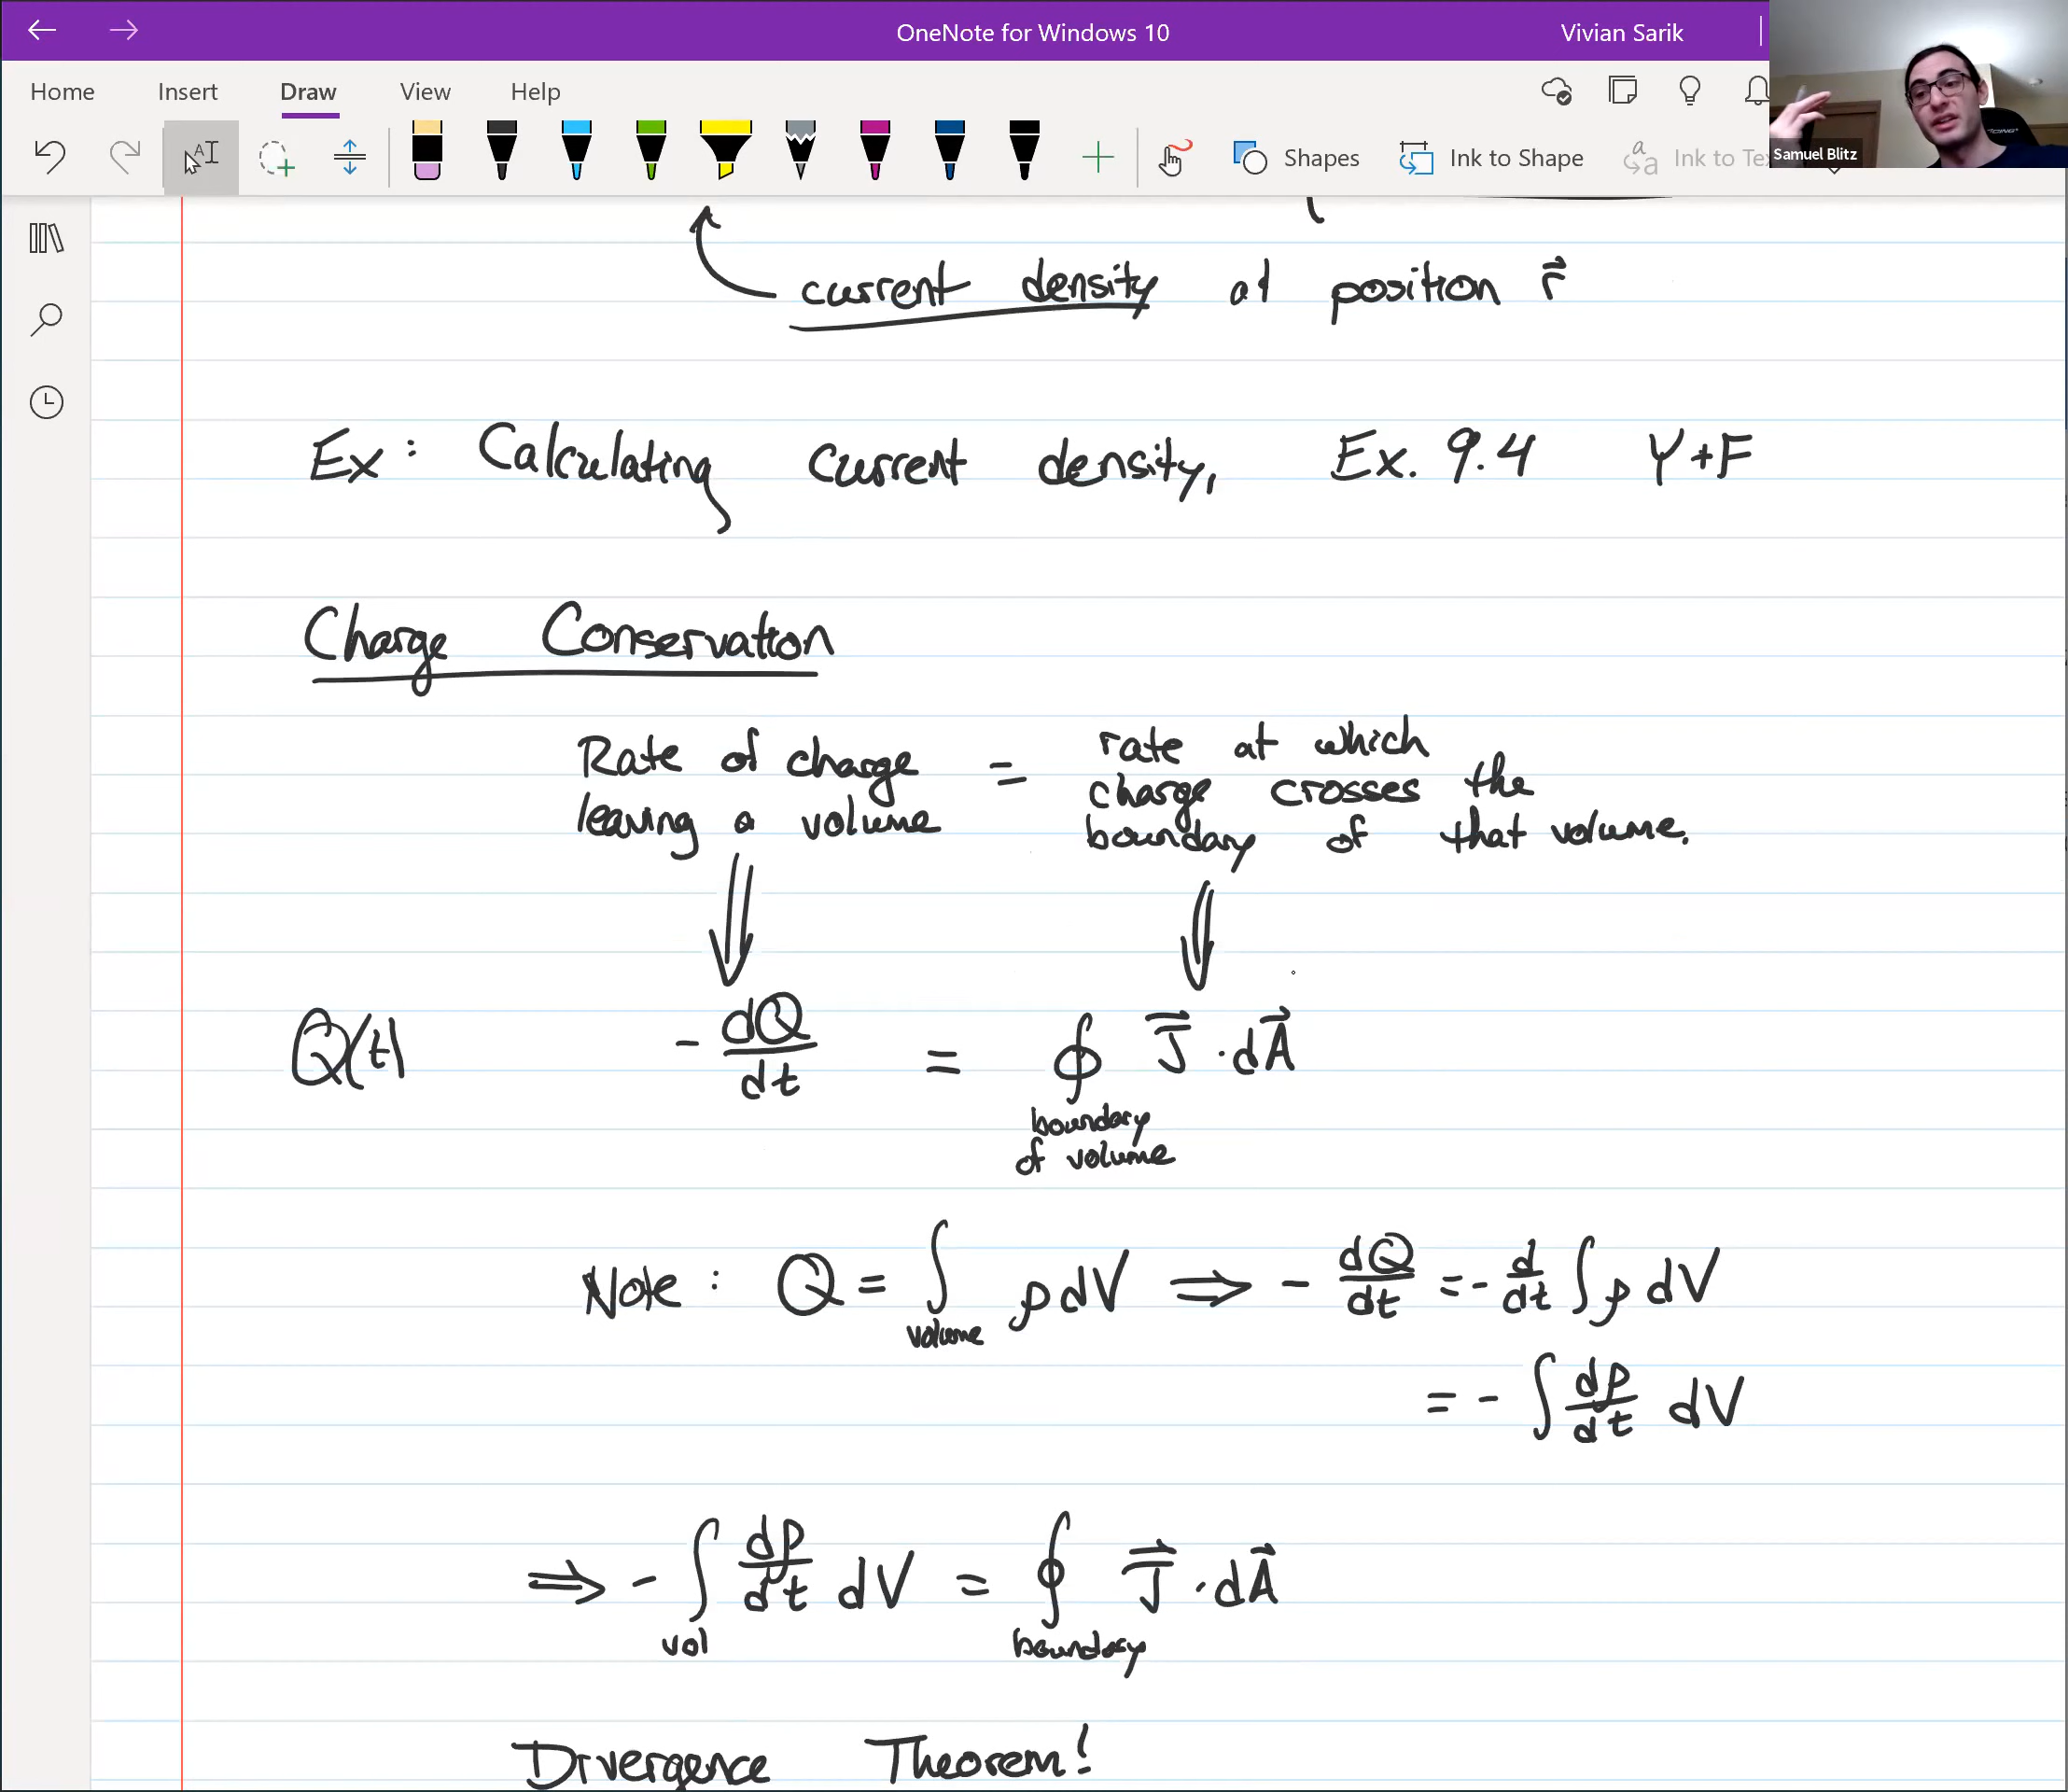 OneNote for Windows 10
Vivian Sarik
Home Insert Draw View Help
Shapes Ink to Shape Ink to Te
Samuel Blitz
current density at position r⃗
Ex: Calculating current density, Ex. 9.4 Y+F
Charge Conservation
Rate of charge leaving a volume = rate at which charge crosses the boundary of that volume.
Q(t) - dQ/dt = ∮ J⃗ · dA⃗
boundary of volume
Note: Q = ∫ ρ dV ⟹ - dQ/dt = - d/dt ∫ ρ dV
volume
= - ∫ dρ/dt dV
⟹ - ∫ dρ/dt dV = ∮ J⃗ · dA⃗
vol boundary
Divergence Theorem!